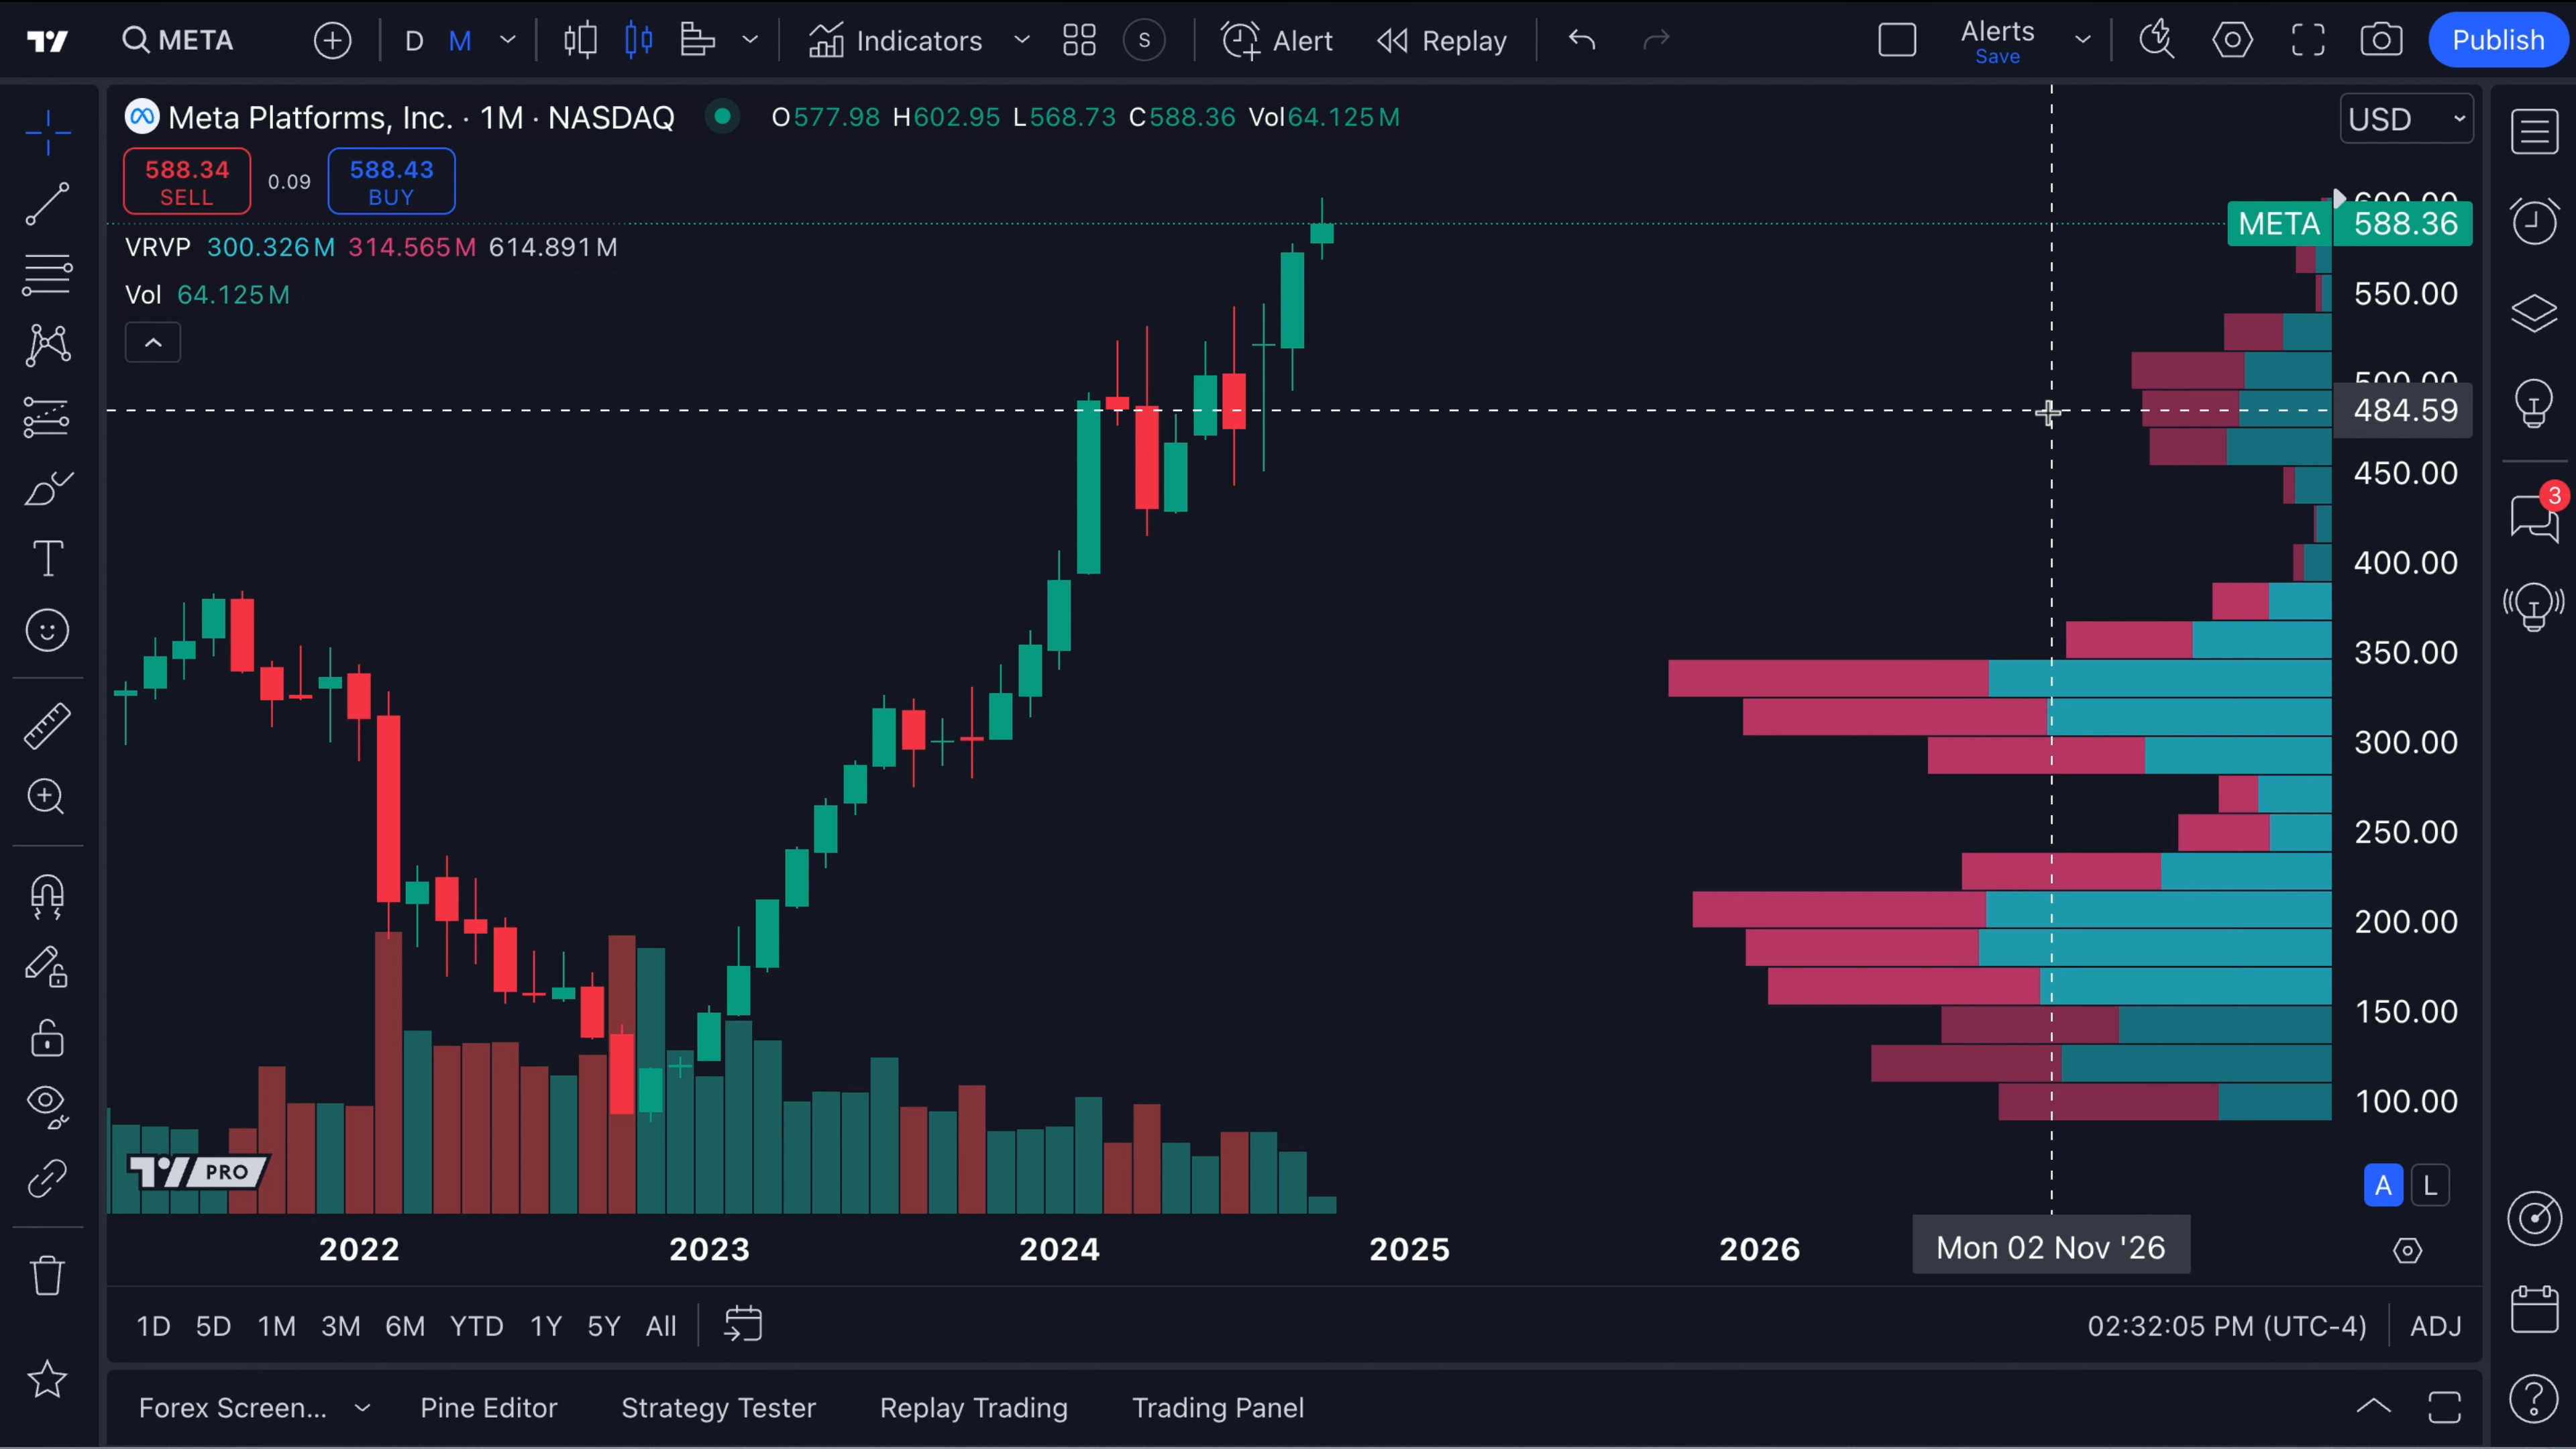 META
D M
Indicators
S
Alert
Replay
Alerts
Save
Publish
Meta Platforms, Inc. · 1M · NASDAQ
O577.98 H602.95 L568.73 C588.36 Vol64.125M
USD
588.34
SELL
0.09
588.43
BUY
VRVP 300.326M 314.565M 614.891M
Vol 64.125M
600.00
META 588.36
550.00
500.00
484.59
450.00
400.00
350.00
300.00
250.00
200.00
150.00
100.00
3
PRO
A L
2022 2023 2024 2025 2026 Mon 02 Nov '26
1D 5D 1M 3M 6M YTD 1Y 5Y All
02:32:05 PM (UTC-4) ADJ
Forex Screen... Pine Editor Strategy Tester Replay Trading Trading Panel